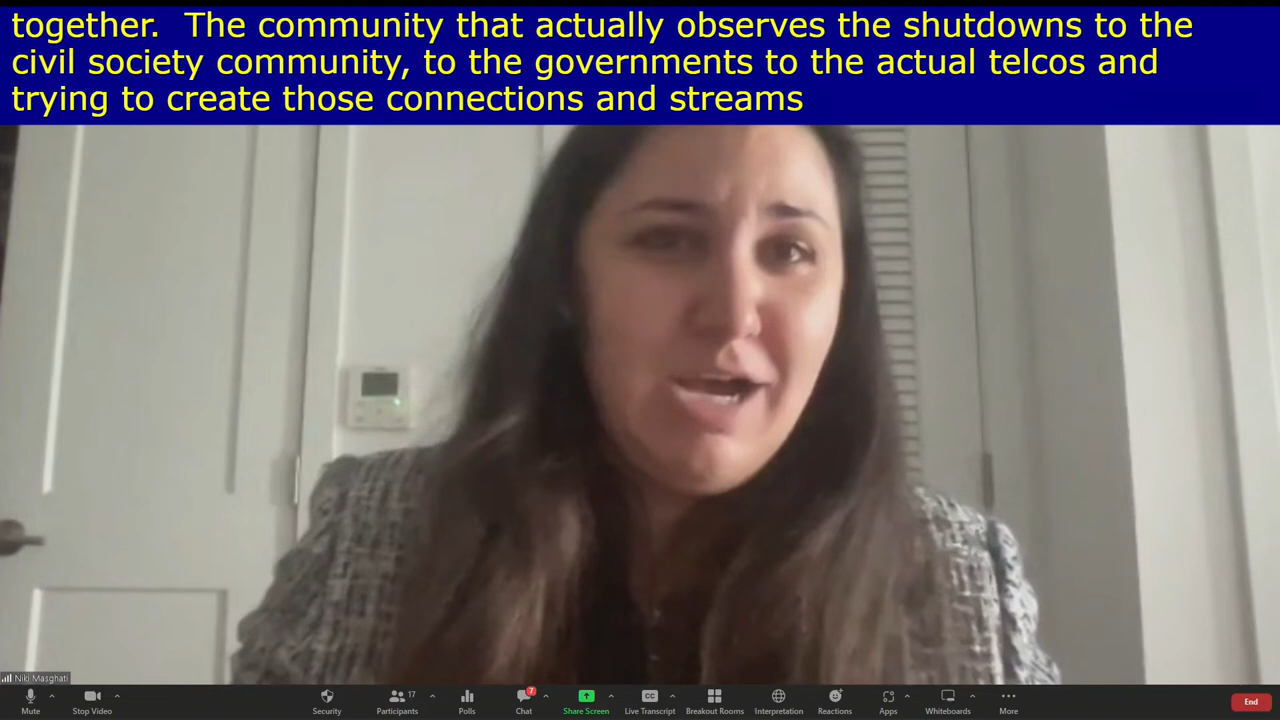 together.  The community that actually observes the shutdowns to the
civil society community, to the governments to the actual telcos and
trying to create those connections and streams
Niki Masghati
Mute
Stop Video
Security
17
Participants
Polls
7
Chat
Share Screen
CC
Live Transcript
Breakout Rooms
Interpretation
Reactions
Apps
Whiteboards
More
End